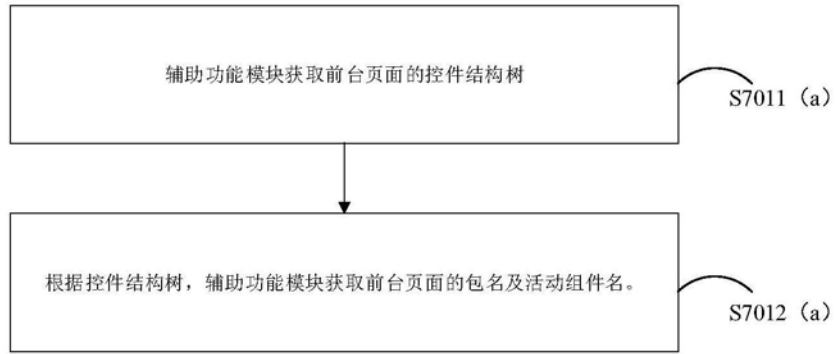 辅助功能模块获取前台页面的控件结构树
S7011（a）
根据控件结构树，辅助功能模块获取前台页面的包名及活动组件名。
S7012（a）